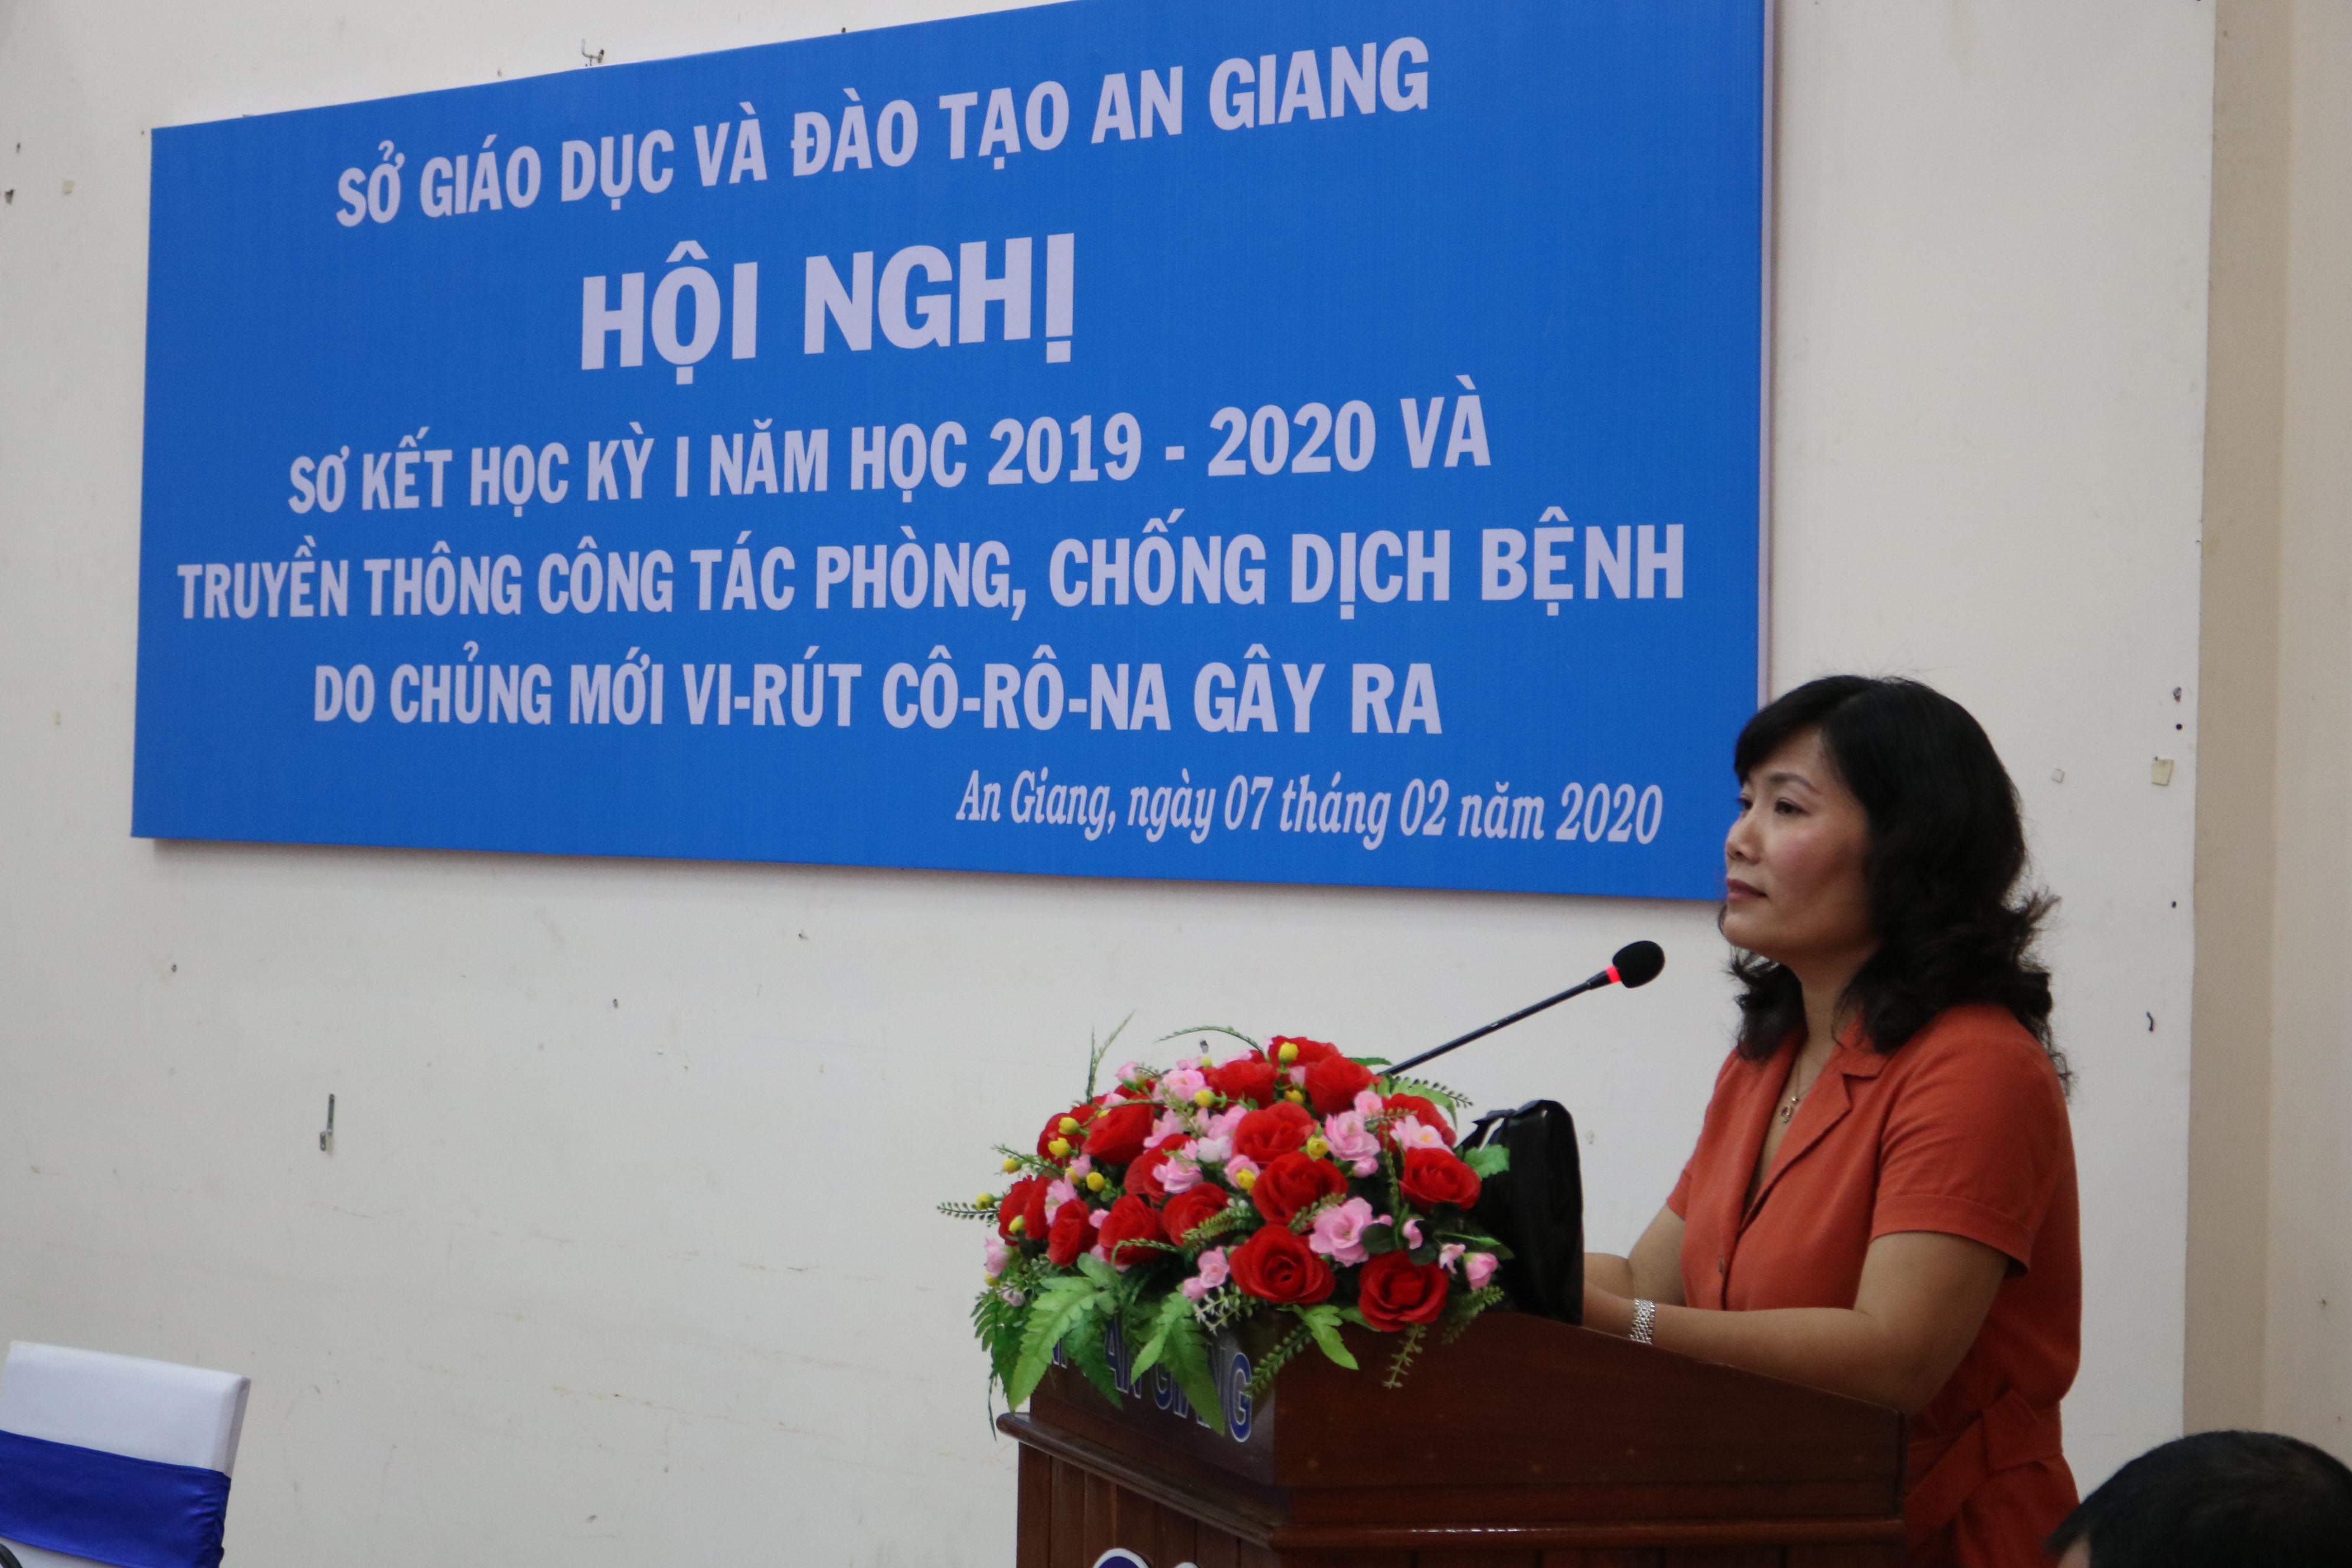 SỞ GIÁO DỤC VÀ ĐÀO TẠO AN GIANG
HỘI NGHỊ
SƠ KẾT HỌC KỲ I NĂM HỌC 2019 - 2020 VÀ
TRUYỀN THÔNG CÔNG TÁC PHÒNG, CHỐNG DỊCH BỆNH
DO CHỦNG MỚI VI-RÚT CÔ-RÔ-NA GÂY RA
An Giang, ngày 07 tháng 02 năm 2020
AN GIANG